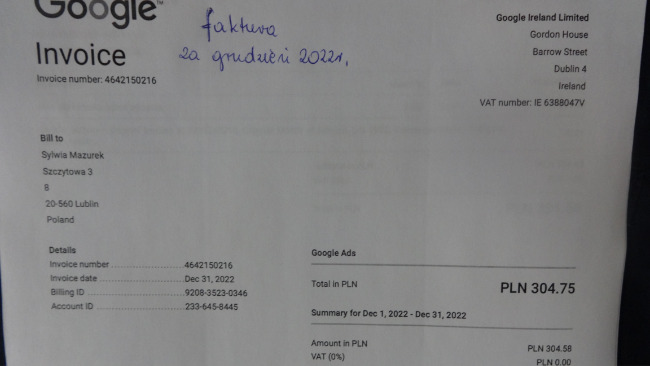 Google
faktura
Invoice
za grudzień 2022r.
Invoice number: 4642150216
Google Ireland Limited
Gordon House
Barrow Street
Dublin 4
Ireland
VAT number: IE 6388047V
Bill to
Sylwia Mazurek
Szczytowa 3
8
20-560 Lublin
Poland
Details
Invoice number 4642150216
Invoice date Dec 31, 2022
Billing ID 9208-3523-0346
Account ID 233-645-8445
Google Ads
Total in PLN PLN 304.75
Summary for Dec 1, 2022 - Dec 31, 2022
Amount in PLN PLN 304.58
VAT (0%) PLN 0.00